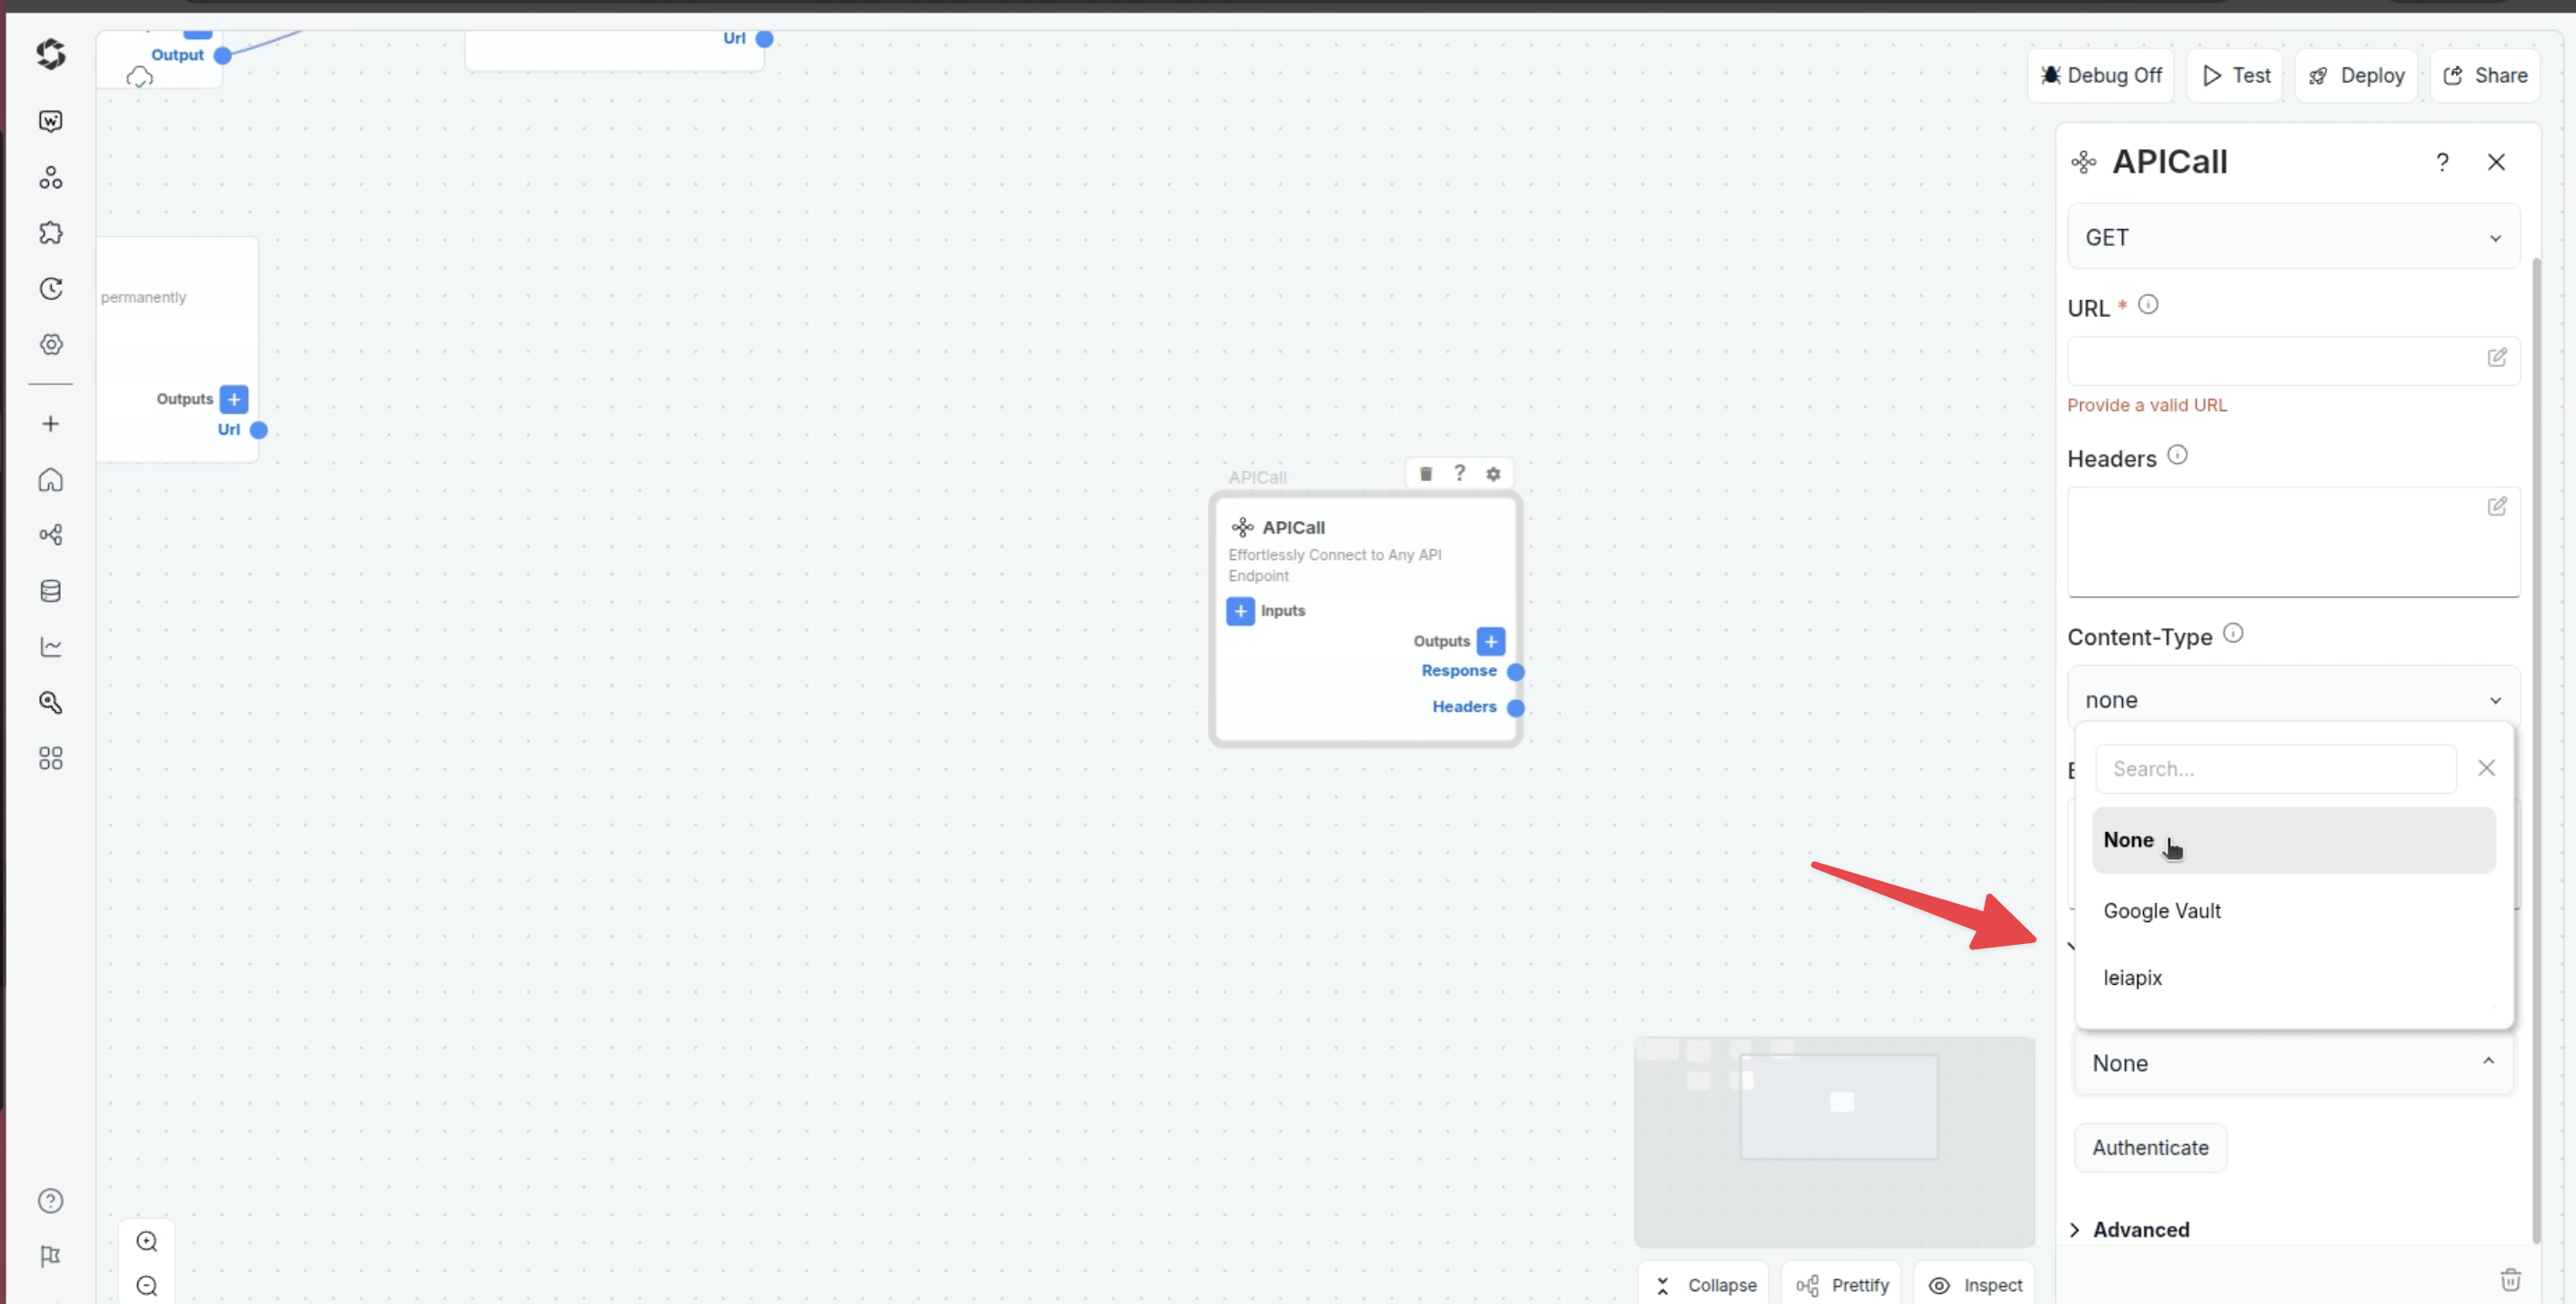 Output
Url
Debug Off
Test
Deploy
Share
APICall
?
GET
URL *
Provide a valid URL
Headers
Content-Type
none
Search...
None
Google Vault
leiapix
None
Authenticate
Advanced
permanently
Outputs +
Url
APICall
?
APICall
Effortlessly Connect to Any API
Endpoint
+ Inputs
Outputs +
Response
Headers
Collapse
Prettify
Inspect